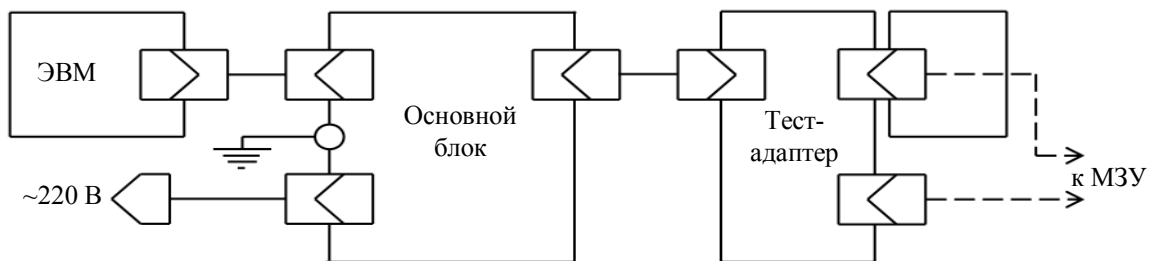 ЭВМ
Основной
блок
Тест-
адаптер
~220 В
к МЗУ